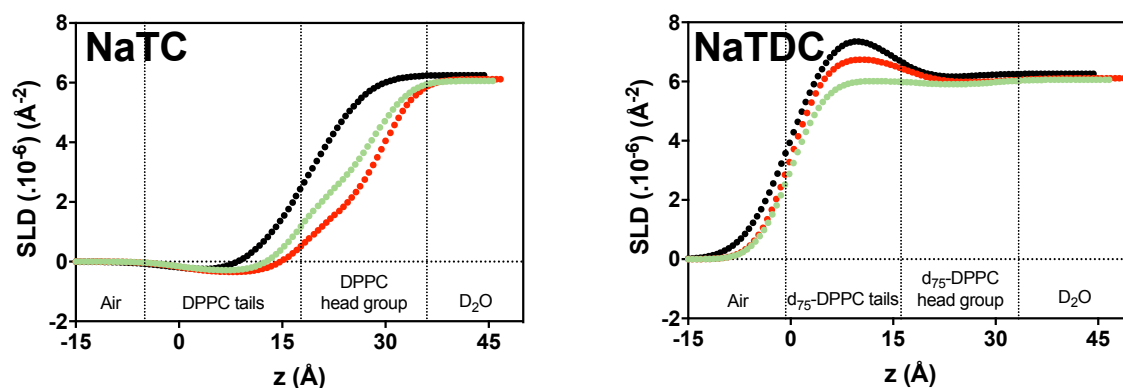 NaTC
SLD (.10⁻⁶) (Å⁻²)
8
6
4
2
0
-2
Air
DPPC tails
DPPC
head group
D₂O
-15
0
15
30
45
z (Å)
NaTDC
SLD (.10⁻⁶) (Å⁻²)
8
6
4
2
0
-2
Air
d₇₅-DPPC tails
d₇₅-DPPC
head group
D₂O
-15
0
15
30
45
z (Å)